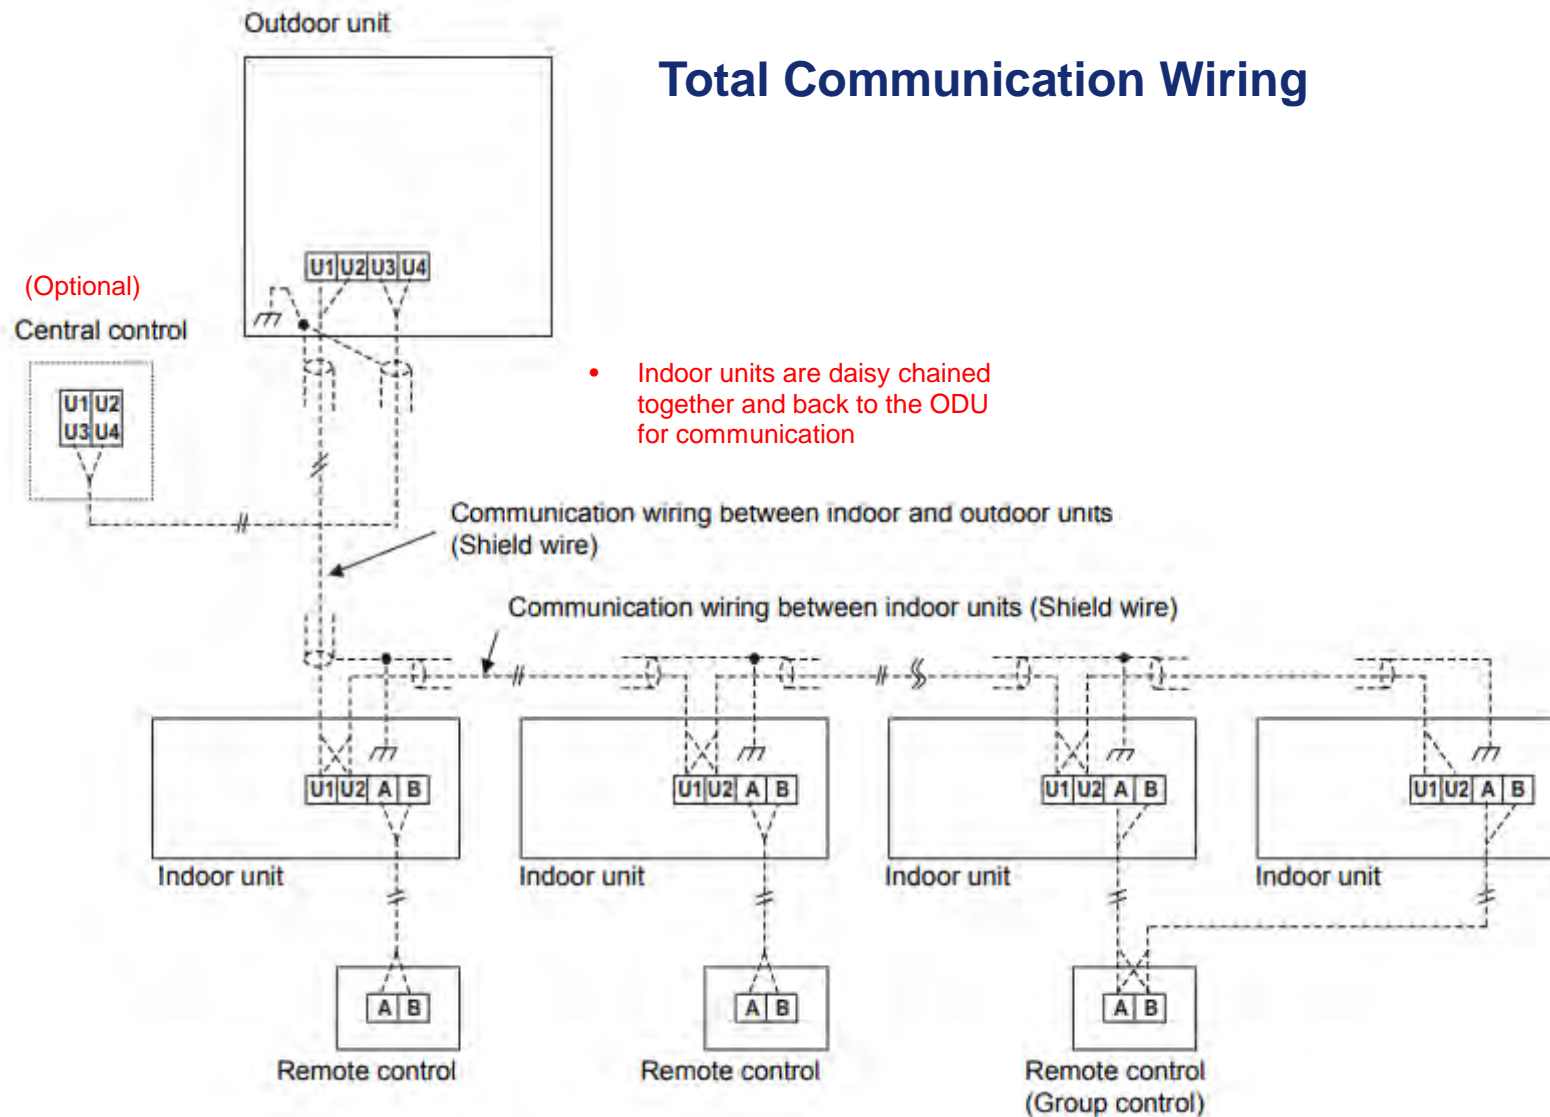 Outdoor unit
Total Communication Wiring
U1 U2 U3 U4
(Optional)
Central control
U1 U2
U3 U4
• Indoor units are daisy chained
together and back to the ODU
for communication
Communication wiring between indoor and outdoor units
(Shield wire)
Communication wiring between indoor units (Shield wire)
U1 U2 A B
U1 U2 A B
U1 U2 A B
U1 U2 A B
Indoor unit
Indoor unit
Indoor unit
Indoor unit
A B
A B
A B
Remote control
Remote control
Remote control
(Group control)